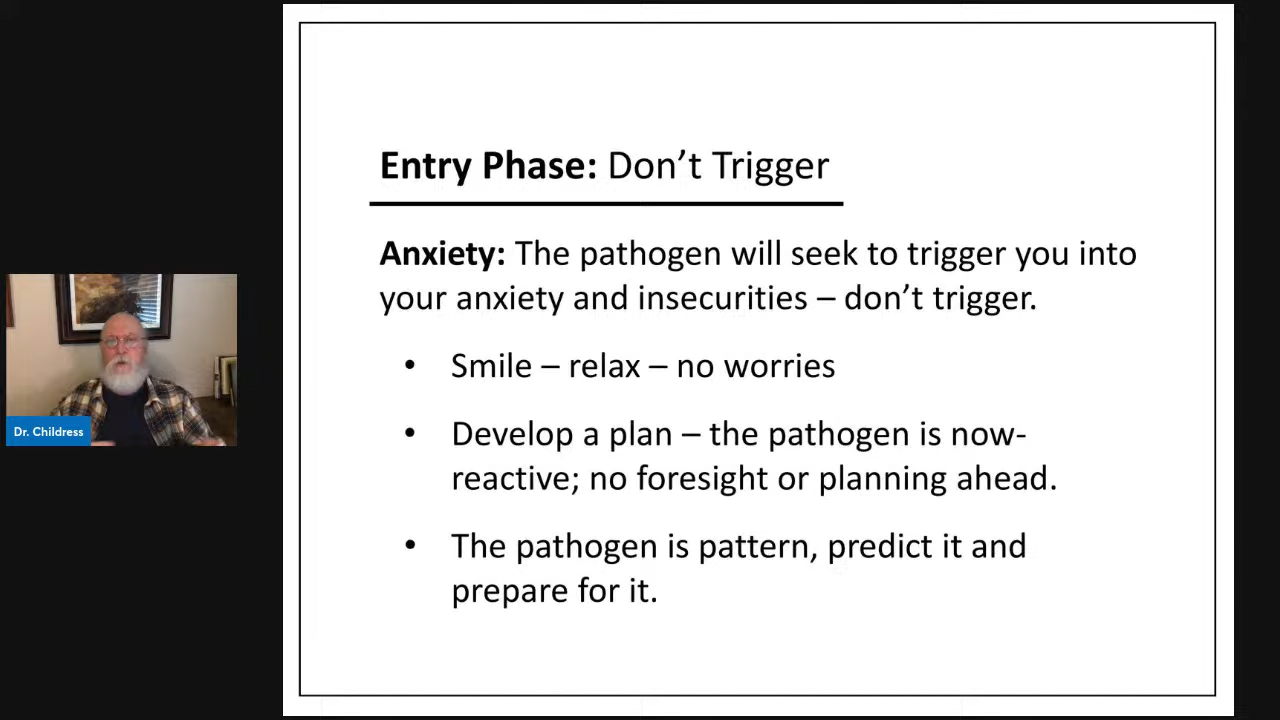 Entry Phase: Don’t Trigger
Anxiety: The pathogen will seek to trigger you into
your anxiety and insecurities – don’t trigger.
• Smile – relax – no worries
• Develop a plan – the pathogen is now-
reactive; no foresight or planning ahead.
• The pathogen is pattern, predict it and
prepare for it.
Dr. Childress